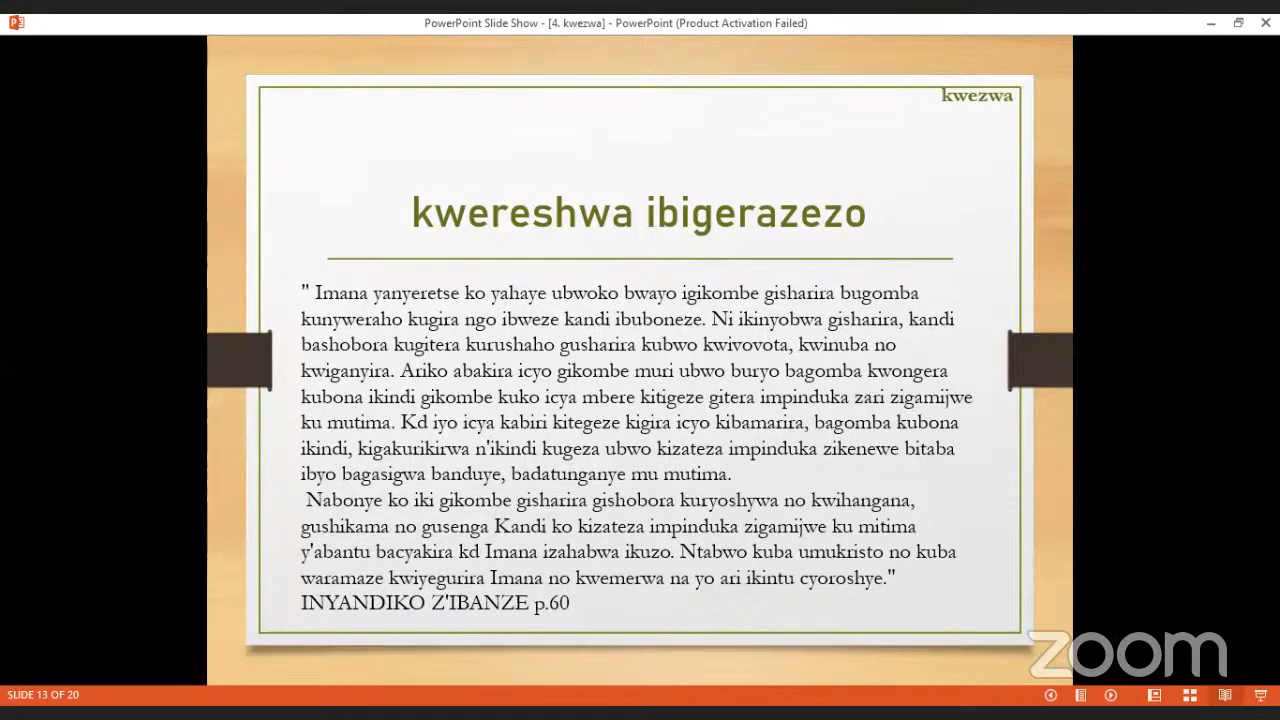 PowerPoint Slide Show - [4. kwezwa] - PowerPoint (Product Activation Failed)
kwezwa
kwereshwa ibigerazezo
" Imana yanyeretse ko yahaye ubwoko bwayo igikombe gisharira bugomba
kunyweraho kugira ngo ibweze kandi ibuboneze. Ni ikinyobwa gisharira, kandi
bashobora kugitera kurushaho gusharira kubwo kwivovota, kwinuba no
kwiganyira. Ariko abakira icyo gikombe muri ubwo buryo bagomba kwongera
kubona ikindi gikombe kuko icya mbere kitigeze gitera impinduka zari zigamijwe
ku mutima. Kd iyo icya kabiri kitegeze kigira icyo kibamarira, bagomba kubona
ikindi, kigakurikirwa n'ikindi kugeza ubwo kizateza impinduka zikenewe bitaba
ibyo bagasigwa banduye, badatunganye mu mutima.
Nabonye ko iki gikombe gisharira gishobora kuryoshywa no kwihangana,
gushikama no gusenga Kandi ko kizateza impinduka zigamijwe ku mitima
y'abantu bacyakira kd Imana izahabwa ikuzo. Ntabwo kuba umukristo no kuba
waramaze kwiyegurira Imana no kwemerwa na yo ari ikintu cyoroshye."
INYANDIKO Z'IBANZE p.60
zoom
SLIDE 13 OF 20